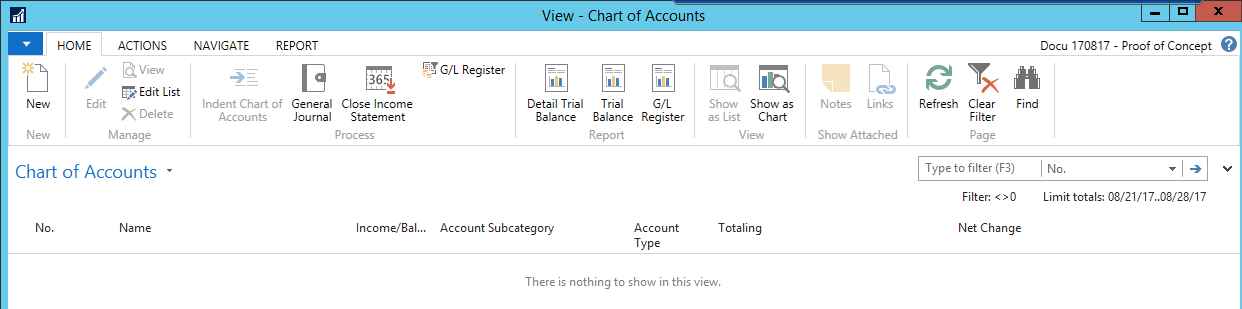 View - Chart of Accounts
HOME ACTIONS NAVIGATE REPORT
Docu 170817 - Proof of Concept
New
New
Edit
View
Edit List
Delete
Manage
Indent Chart of
Accounts
General
Journal
365
Close Income
Statement
G/L Register
Process
Detail Trial
Balance
Trial
Balance
G/L
Register
Report
Show
as List
Show as
Chart
View
Notes
Links
Show Attached
Refresh
Clear
Filter
Find
Page
Chart of Accounts
Type to filter (F3) No.
Filter: <>0 Limit totals: 08/21/17..08/28/17
No. Name Income/Bal... Account Subcategory Account
Type Totaling Net Change
There is nothing to show in this view.